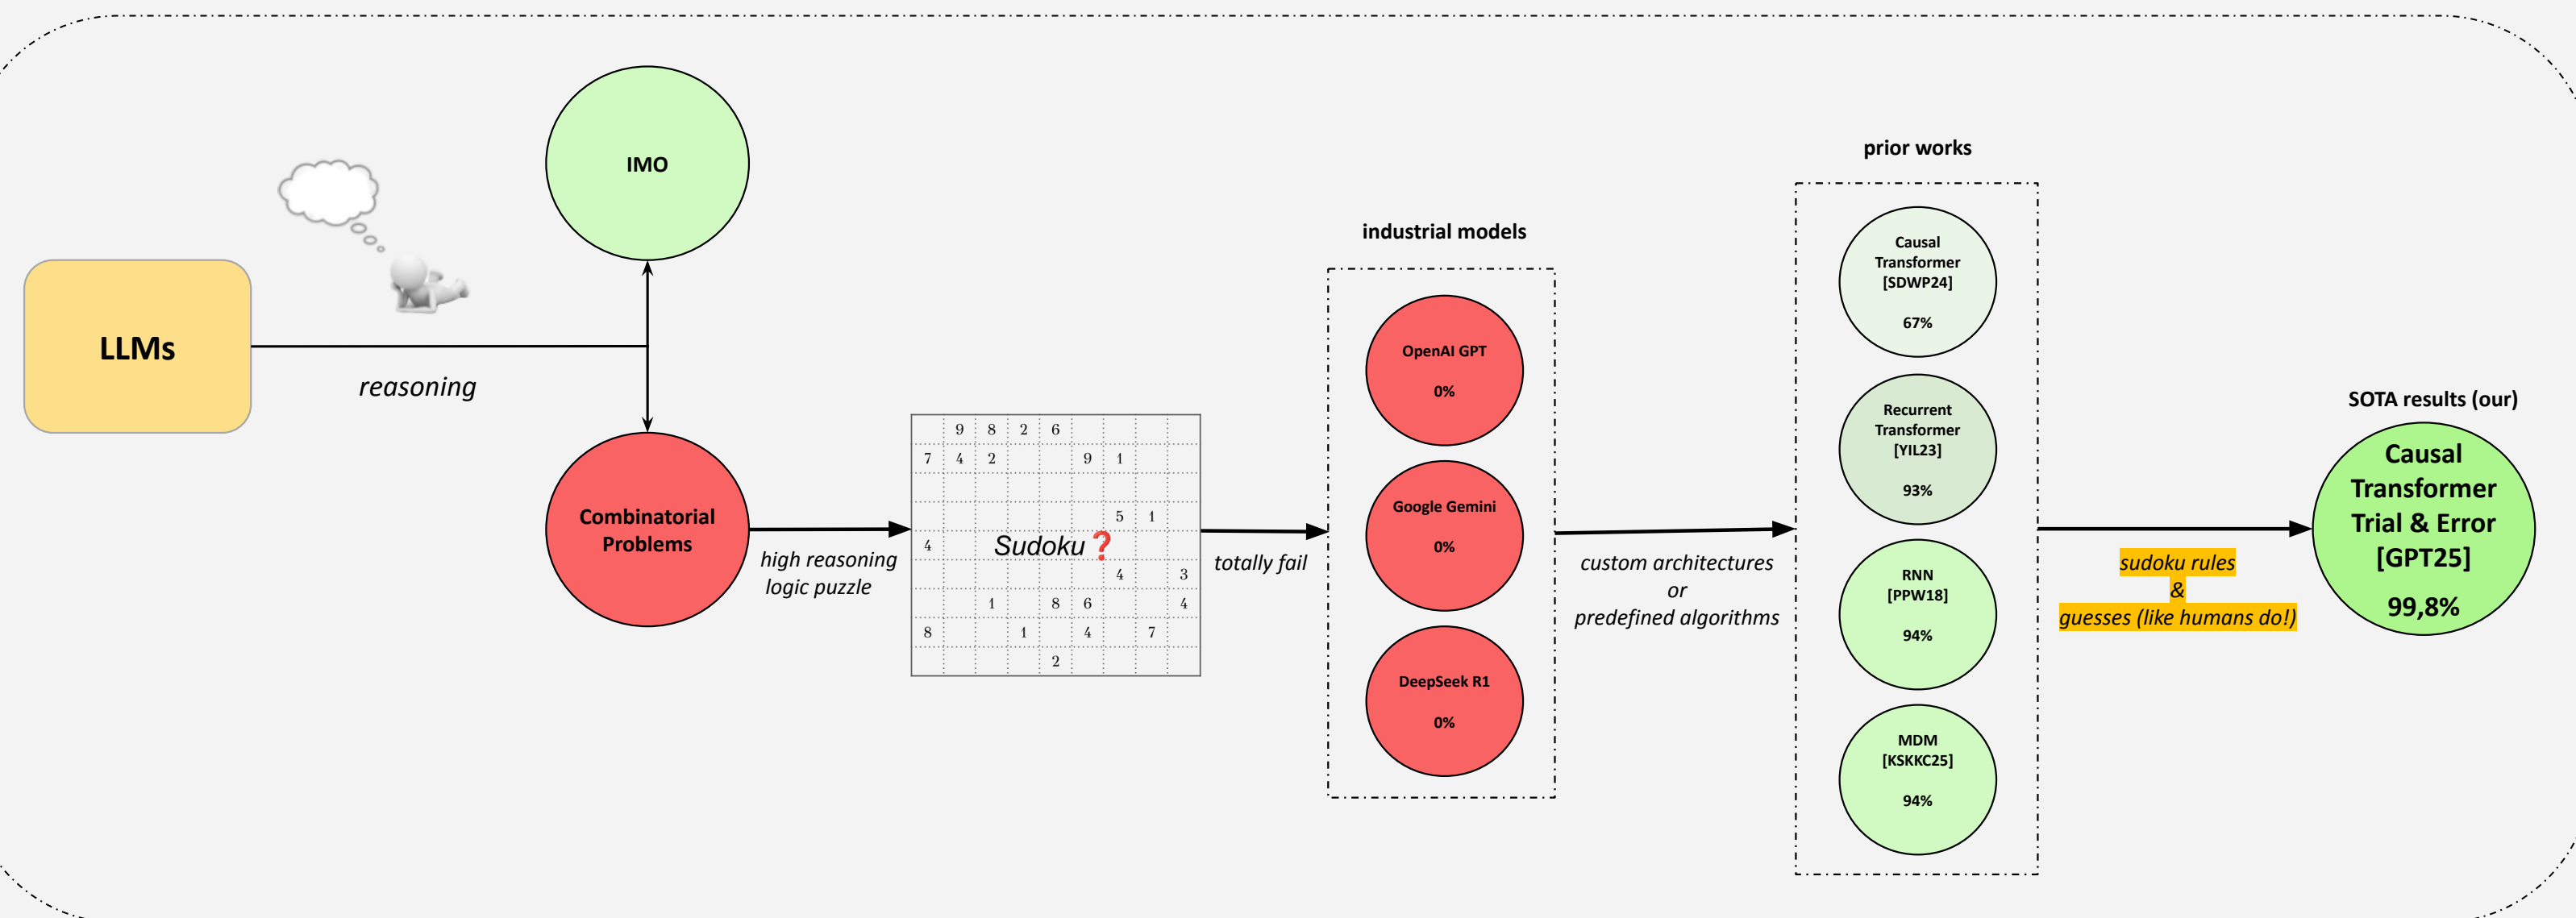 LLMs
reasoning
IMO
Combinatorial
Problems
high reasoning
logic puzzle
9 8 2 6
7 4 2 9 1
5 1
4
Sudoku ❓
4 3
1 8 6 4
8 1 4 7
2
totally fail
industrial models
OpenAI GPT
0%
Google Gemini
0%
DeepSeek R1
0%
custom architectures
or
predefined algorithms
prior works
Causal
Transformer
[SDWP24]
67%
Recurrent
Transformer
[YIL23]
93%
RNN
[PPW18]
94%
MDM
[KSKKC25]
94%
sudoku rules
&
guesses (like humans do!)
SOTA results (our)
Causal
Transformer
Trial & Error
[GPT25]
99,8%